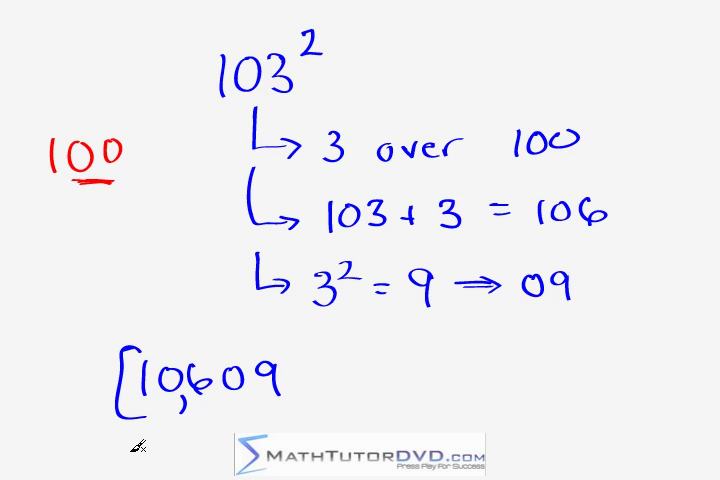 103²
↳ 3 over 100
100
↳ 103 + 3 = 106
↳ 3² = 9 ⇒ 09
[10,609
MATHTUTORDVD.COM
Press Play For Success